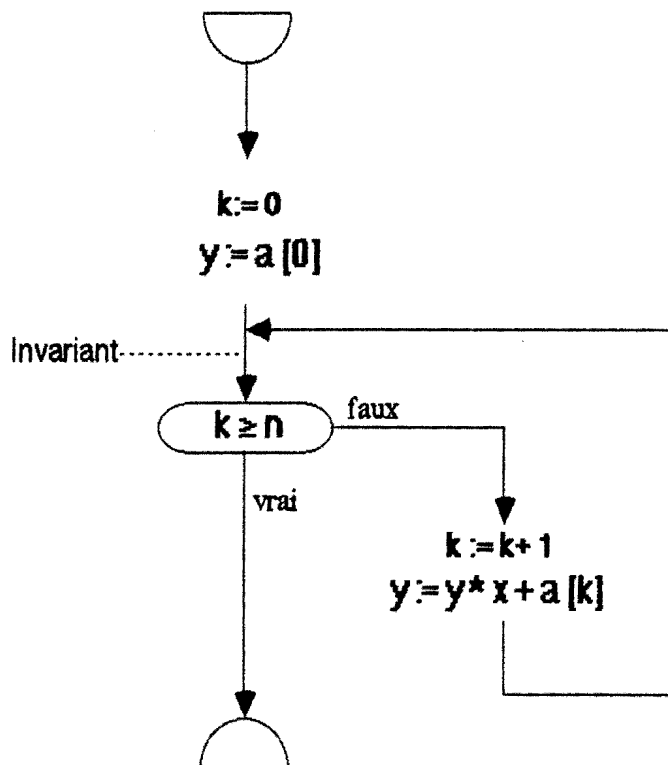 k:=0
y:=a[0]
Invariant
k≥n
faux
vrai
k:=k+1
y:=y*x+a[k]